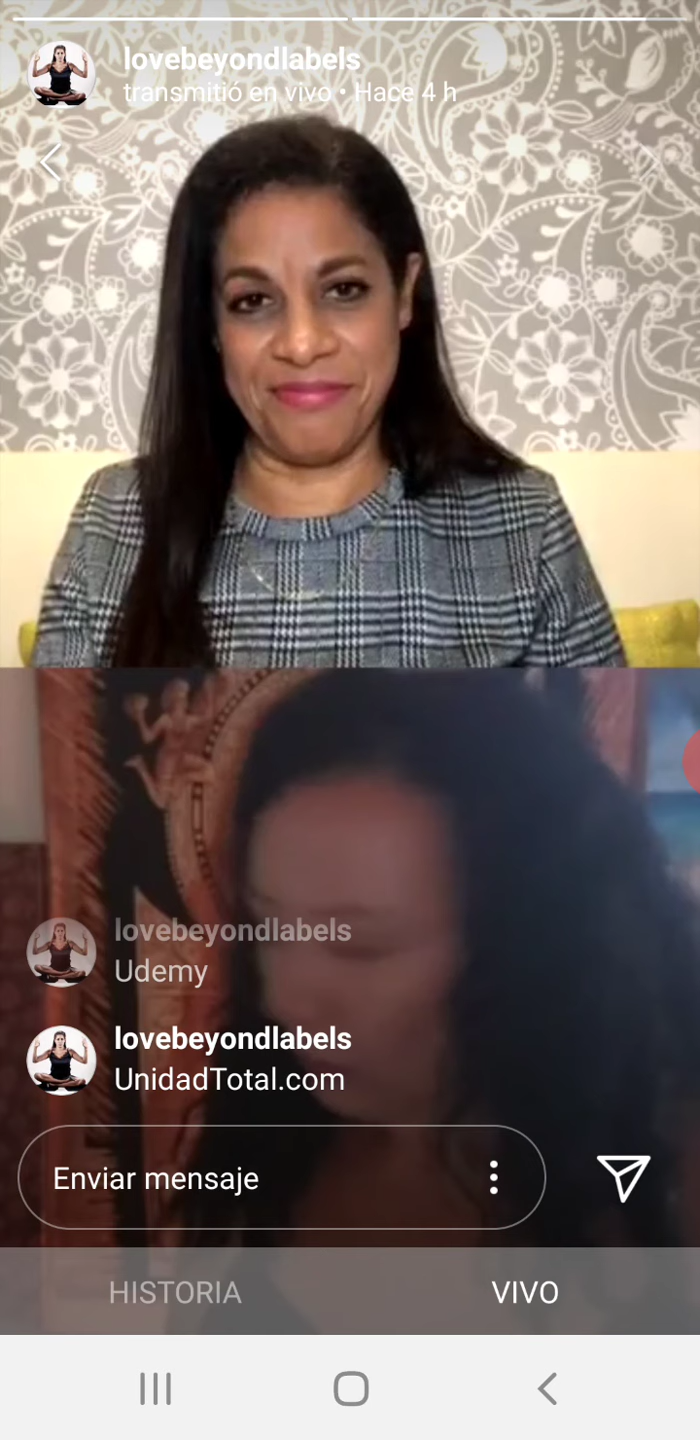 lovebeyondlabels
transmitió en vivo • Hace 4 h
lovebeyondlabels
Udemy
lovebeyondlabels
UnidadTotal.com
Enviar mensaje
HISTORIA
VIVO